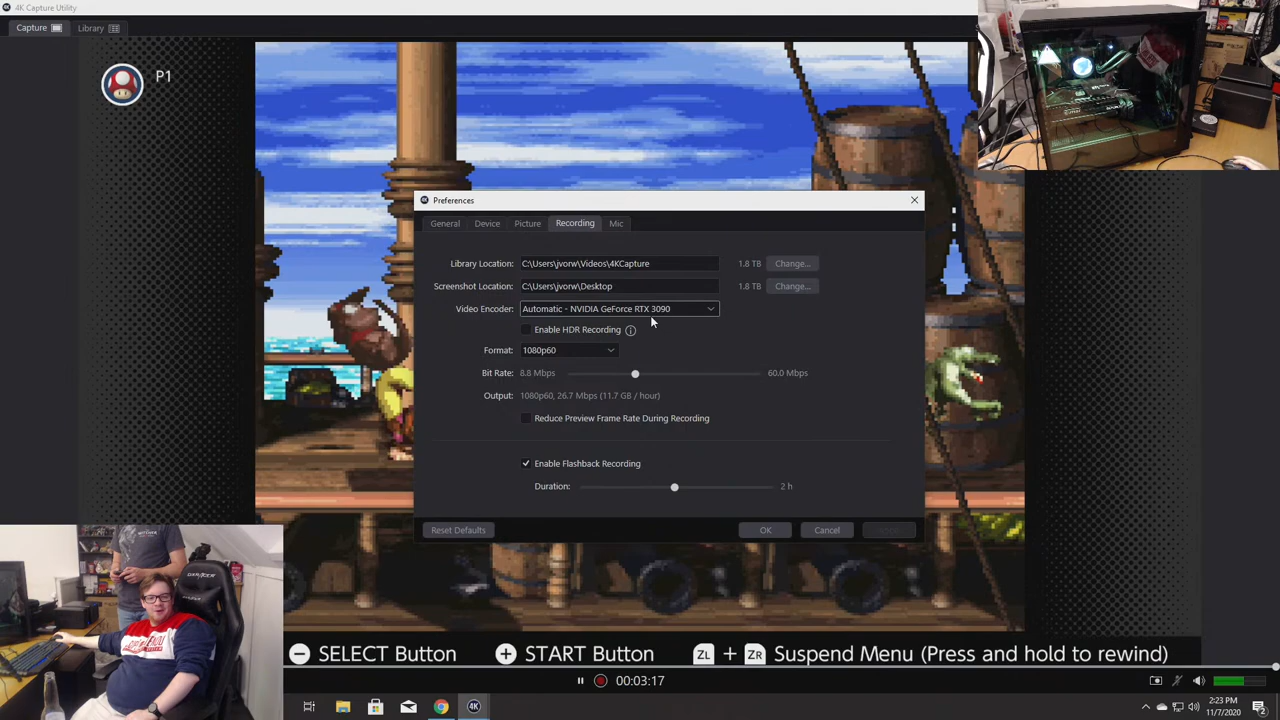 4K Capture Utility
Capture
Library
P1
Preferences
General
Device
Picture
Recording
Mic
Library Location:
C:\Users\jvorw\Videos\4KCapture
1.8 TB
Change...
Screenshot Location:
C:\Users\jvorw\Desktop
1.8 TB
Change...
Video Encoder:
Automatic - NVIDIA GeForce RTX 3090
Enable HDR Recording
Format:
1080p60
Bit Rate:
8.8 Mbps
60.0 Mbps
Output:
1080p60, 26.7 Mbps (11.7 GB / hour)
Reduce Preview Frame Rate During Recording
Enable Flashback Recording
Duration:
2 h
Reset Defaults
OK
Cancel
SELECT Button
+ START Button
ZL + ZR Suspend Menu (Press and hold to rewind)
00:03:17
4K
2:23 PM
11/7/2020
2